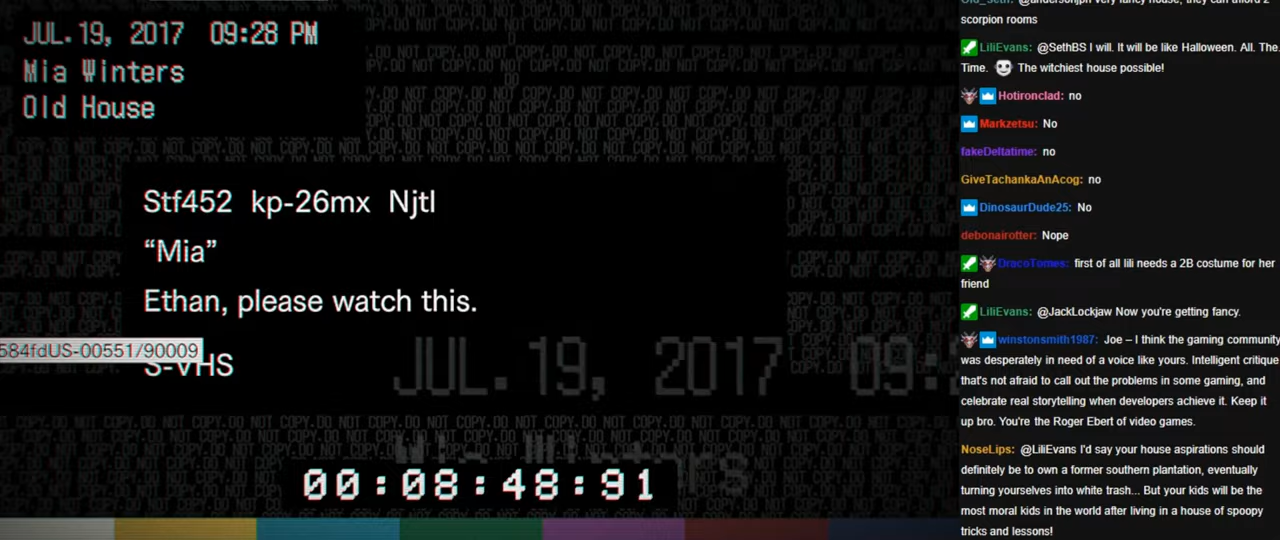 JUL.19, 2017 09:28 PM
Mia Winters
Old House
Stf452 kp-26mx Njtl
“Mia”
Ethan, please watch this.
584fdUS-00551/90009
S-VHS
JUL.19, 2017 09:
Mia Winters
00:08:48:91
scorpion rooms
LiliEvans: @SethBS I will. It will be like Halloween. All. The.
Time. The witchiest house possible!
Hotironclad: no
Markzetsu: No
fakeDeltatime: no
GiveTachankaAnAcog: no
DinosaurDude25: No
debonairotter: Nope
DracoTomes: first of all lili needs a 2B costume for her
friend
LiliEvans: @JackLockjaw Now you're getting fancy.
winstonsmith1987: Joe – I think the gaming community
was desperately in need of a voice like yours. Intelligent critique
that's not afraid to call out the problems in some gaming, and
celebrate real storytelling when developers achieve it. Keep it
up bro. You're the Roger Ebert of video games.
NoseLips: @LiliEvans I'd say your house aspirations should
definitely be to own a former southern plantation, eventually
turning yourselves into white trash... But your kids will be the
most moral kids in the world after living in a house of spoopy
tricks and lessons!